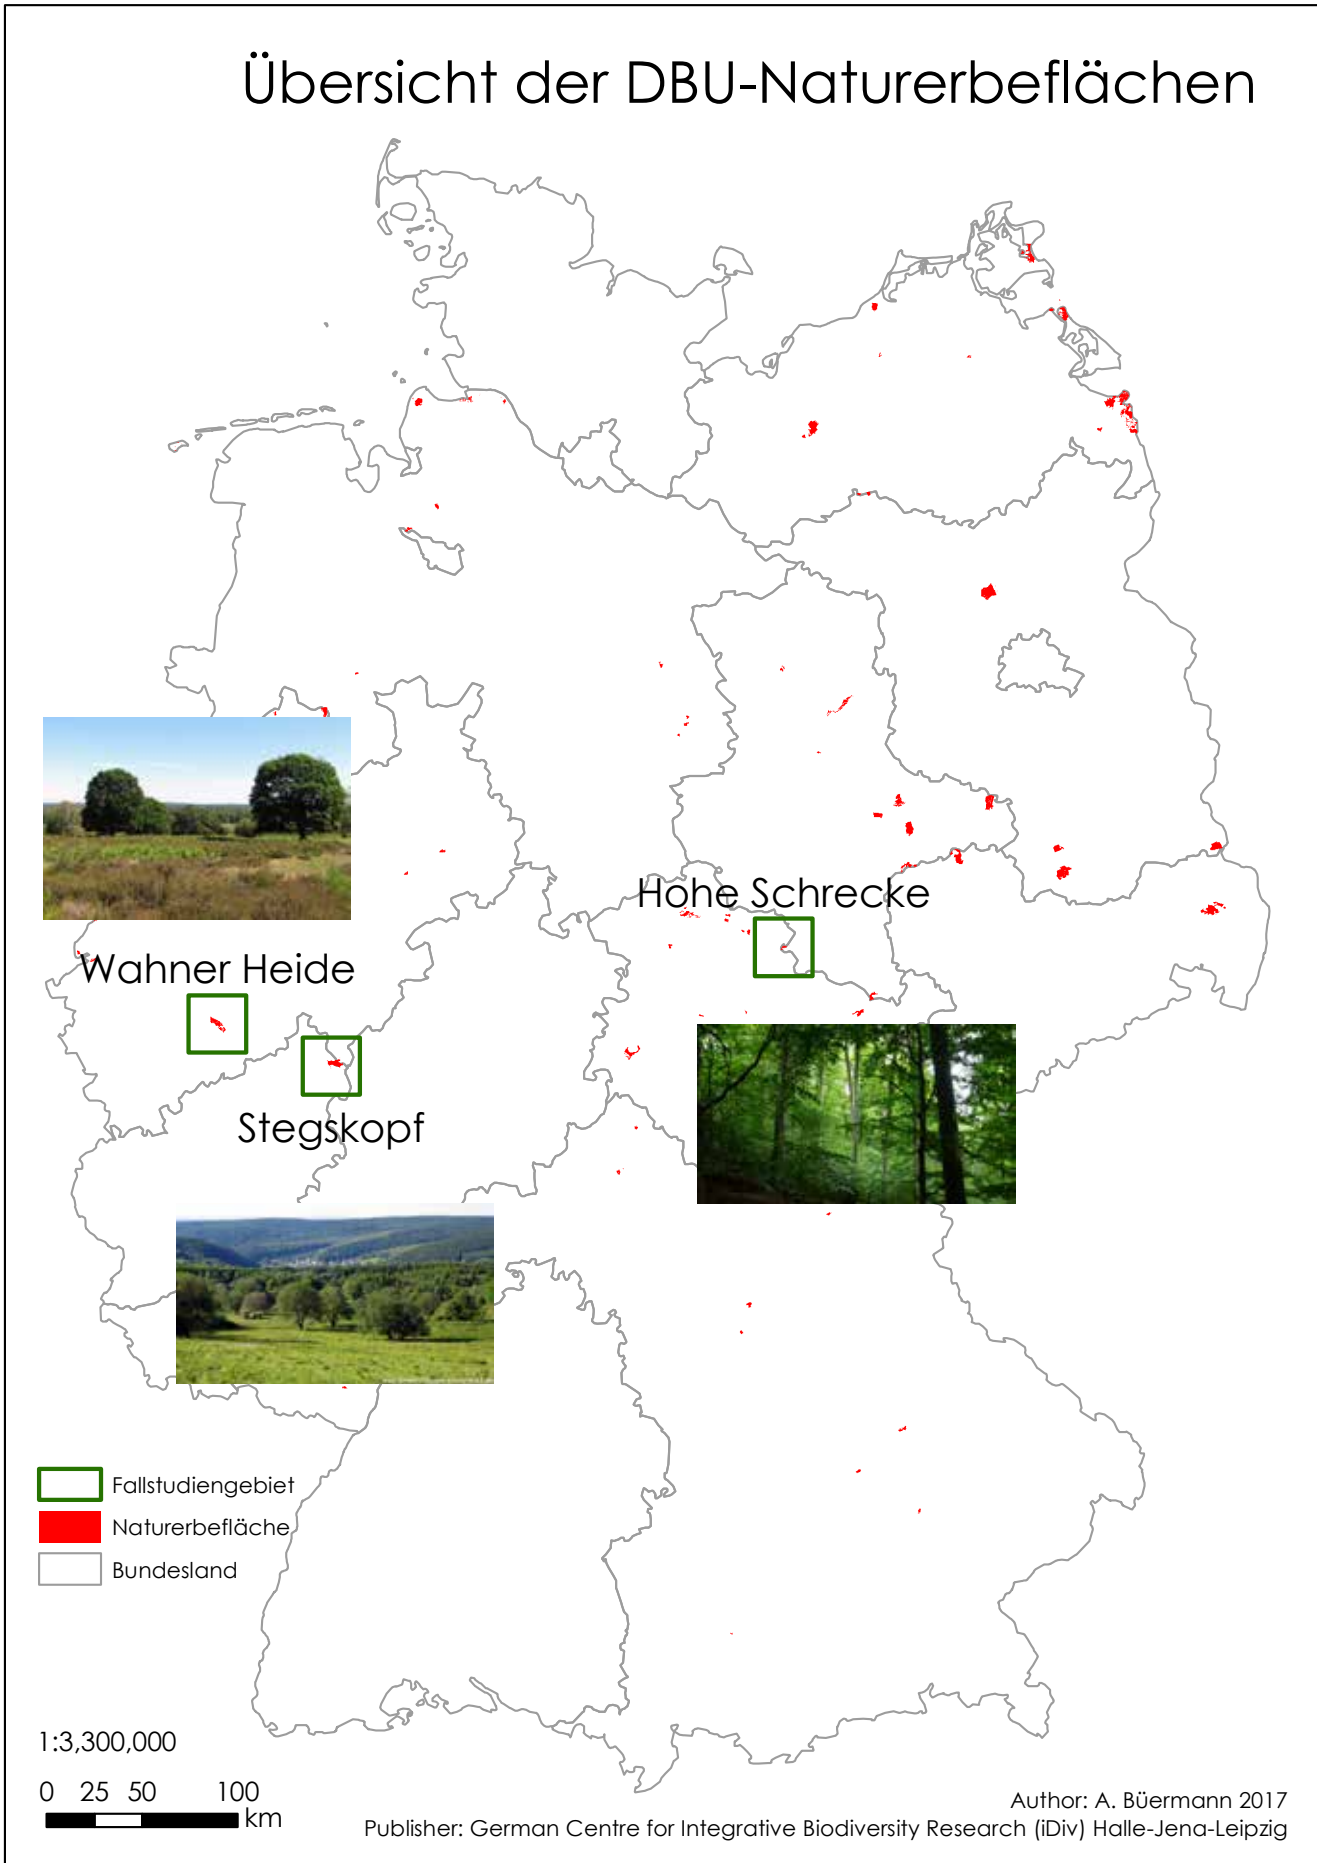 Übersicht der DBU-Naturerbeflächen
Hohe Schrecke
Wahner Heide
Stegskopf
Fallstudiengebiet
Naturerbefläche
Bundesland
1:3,300,000
0 25 50 100
km
Author: A. Büermann 2017
Publisher: German Centre for Integrative Biodiversity Research (iDiv) Halle-Jena-Leipzig